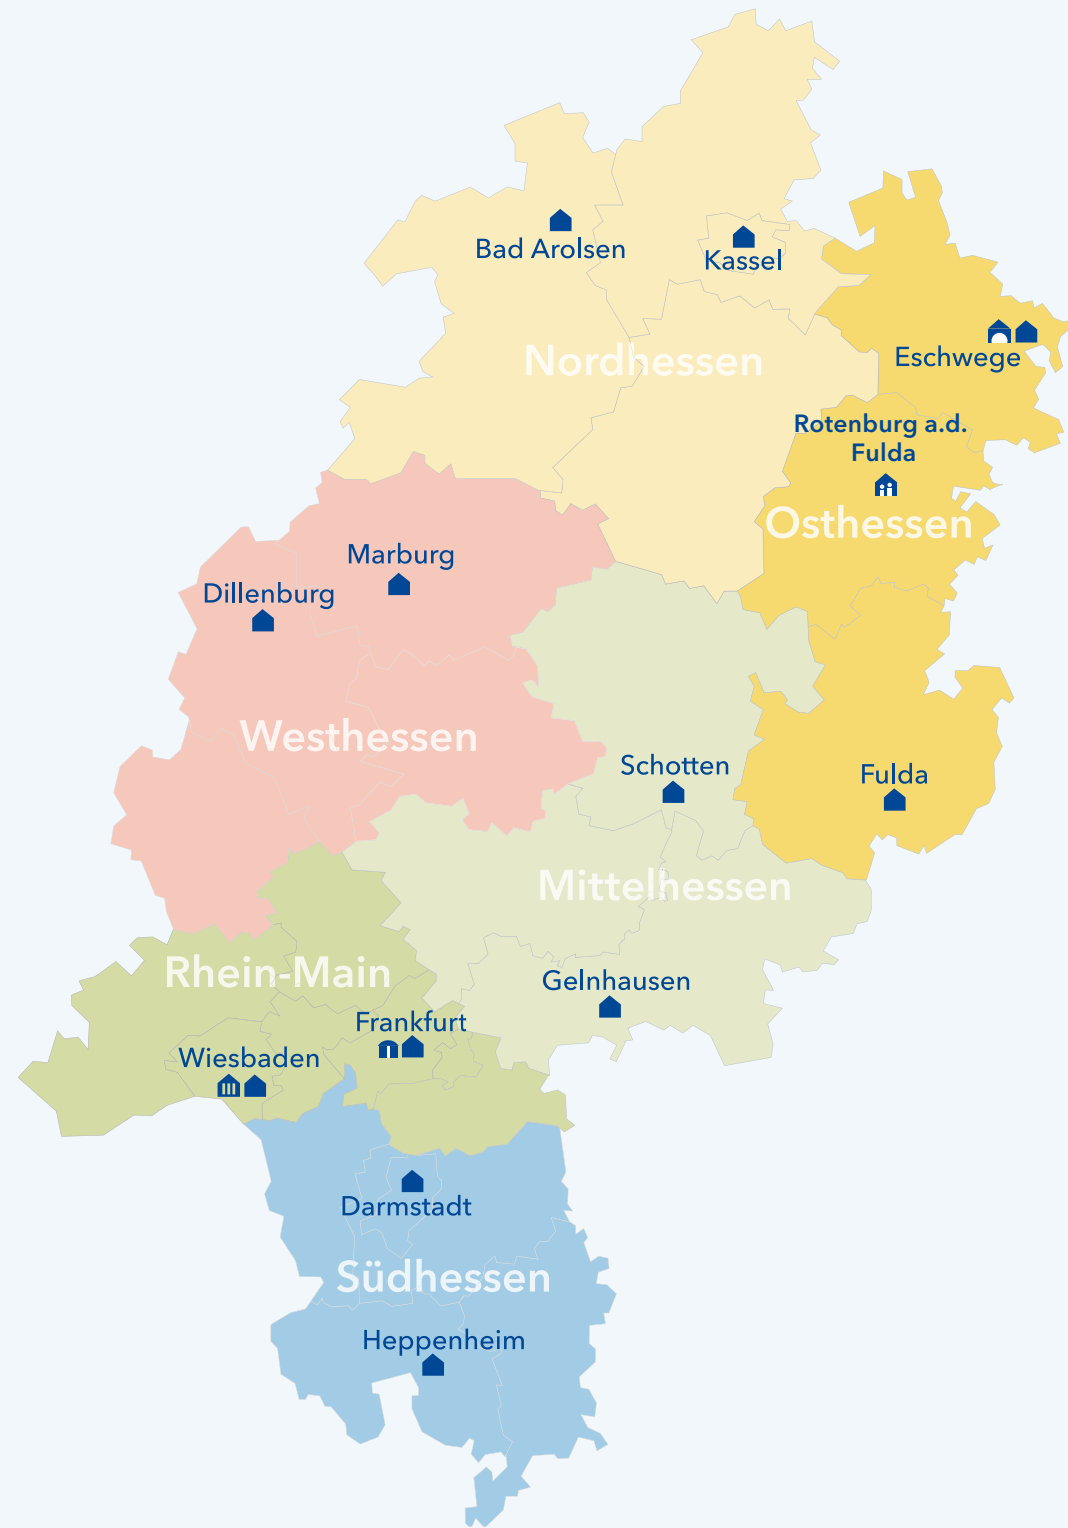 Bad Arolsen
Kassel
Nordhessen
Eschwege
Rotenburg a.d.
Fulda
Osthessen
Marburg
Dillenburg
Westhessen
Schotten
Fulda
Mittelhessen
Rhein-Main
Gelnhausen
Frankfurt
Wiesbaden
Darmstadt
Südhessen
Heppenheim